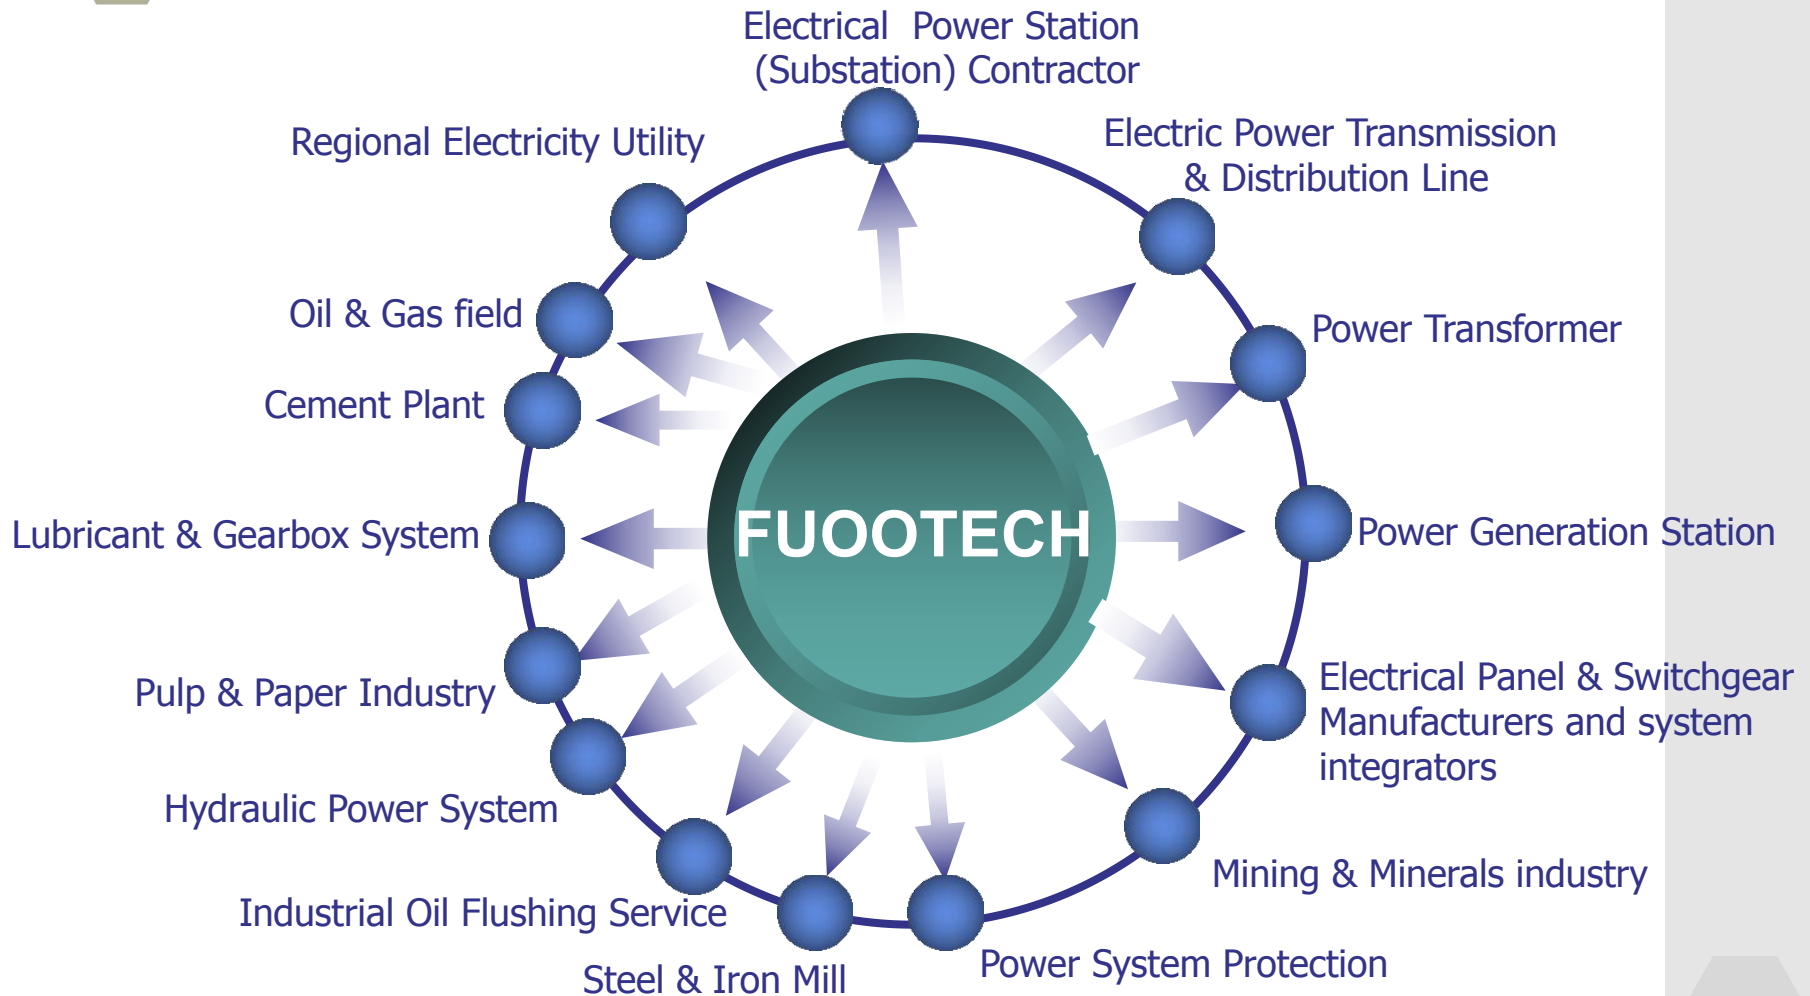 Electrical Power Station
(Substation) Contractor
Regional Electricity Utility
Electric Power Transmission
& Distribution Line
Oil & Gas field
Power Transformer
Cement Plant
FUOOTECH
Lubricant & Gearbox System
Power Generation Station
Pulp & Paper Industry
Electrical Panel & Switchgear
Manufacturers and system
integrators
Hydraulic Power System
Mining & Minerals industry
Industrial Oil Flushing Service
Power System Protection
Steel & Iron Mill